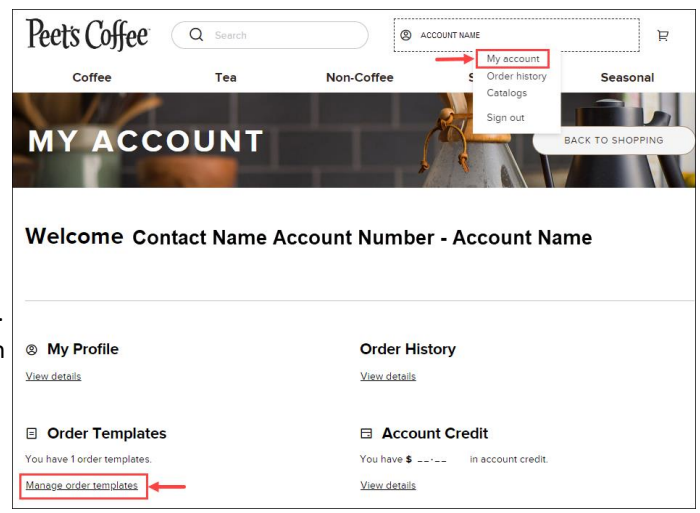 Peet's Coffee
Search
ACCOUNT NAME
My account
Order history
Catalogs
Sign out
Coffee Tea Non-Coffee S Seasonal
MY ACCOUNT
BACK TO SHOPPING
Welcome Contact Name Account Number - Account Name
My Profile
View details
Order History
View details
Order Templates
You have 1 order templates.
Manage order templates
Account Credit
You have $ __.__ in account credit.
View details